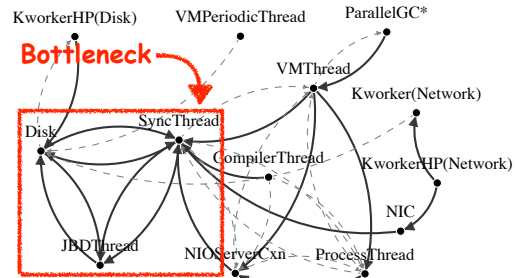 KworkerHP(Disk)
VMPeriodicThread
ParallelGC*
Bottleneck
VMThread
Kworker(Network)
Disk
SyncThread
CompilerThread
KworkerHP(Network)
NIC
JBDThread
NIOServerCxn
ProcessThread